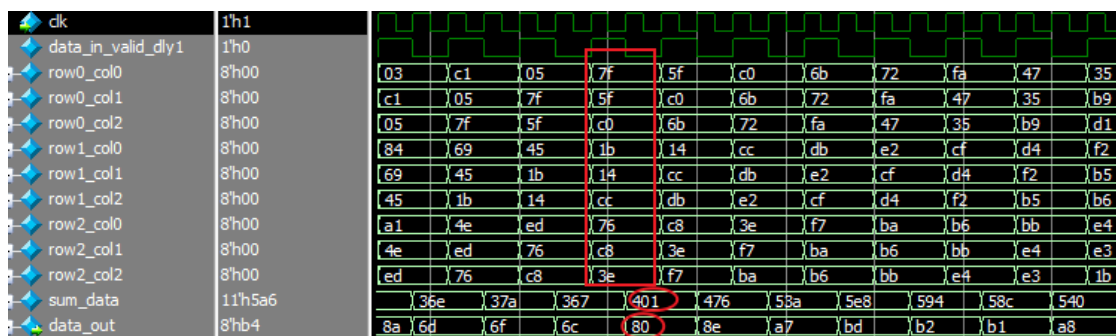 clk 1'h1
data_in_valid_dly1 1'h0
row0_col0 8'h00 03 c1 05 7f 5f c0 6b 72 fa 47 35
row0_col1 8'h00 c1 05 7f 5f c0 6b 72 fa 47 35 b9
row0_col2 8'h00 05 7f 5f c0 6b 72 fa 47 35 b9 d1
row1_col0 8'h00 84 69 45 1b 14 cc db e2 cf d4 f2
row1_col1 8'h00 69 45 1b 14 cc db e2 cf d4 f2 b5
row1_col2 8'h00 45 1b 14 cc db e2 cf d4 f2 b5 b6
row2_col0 8'h00 a1 4e ed 76 c8 3e f7 ba b6 bb e4
row2_col1 8'h00 4e ed 76 c8 3e f7 ba b6 bb e4 e3
row2_col2 8'h00 ed 76 c8 3e f7 ba b6 bb e4 e3 1b
sum_data 11'h5a6 36e 37a 367 401 476 53a 5e8 594 58c 540
data_out 8'hb4 8a 6d 6f 6c 80 8e a7 bd b2 b1 a8